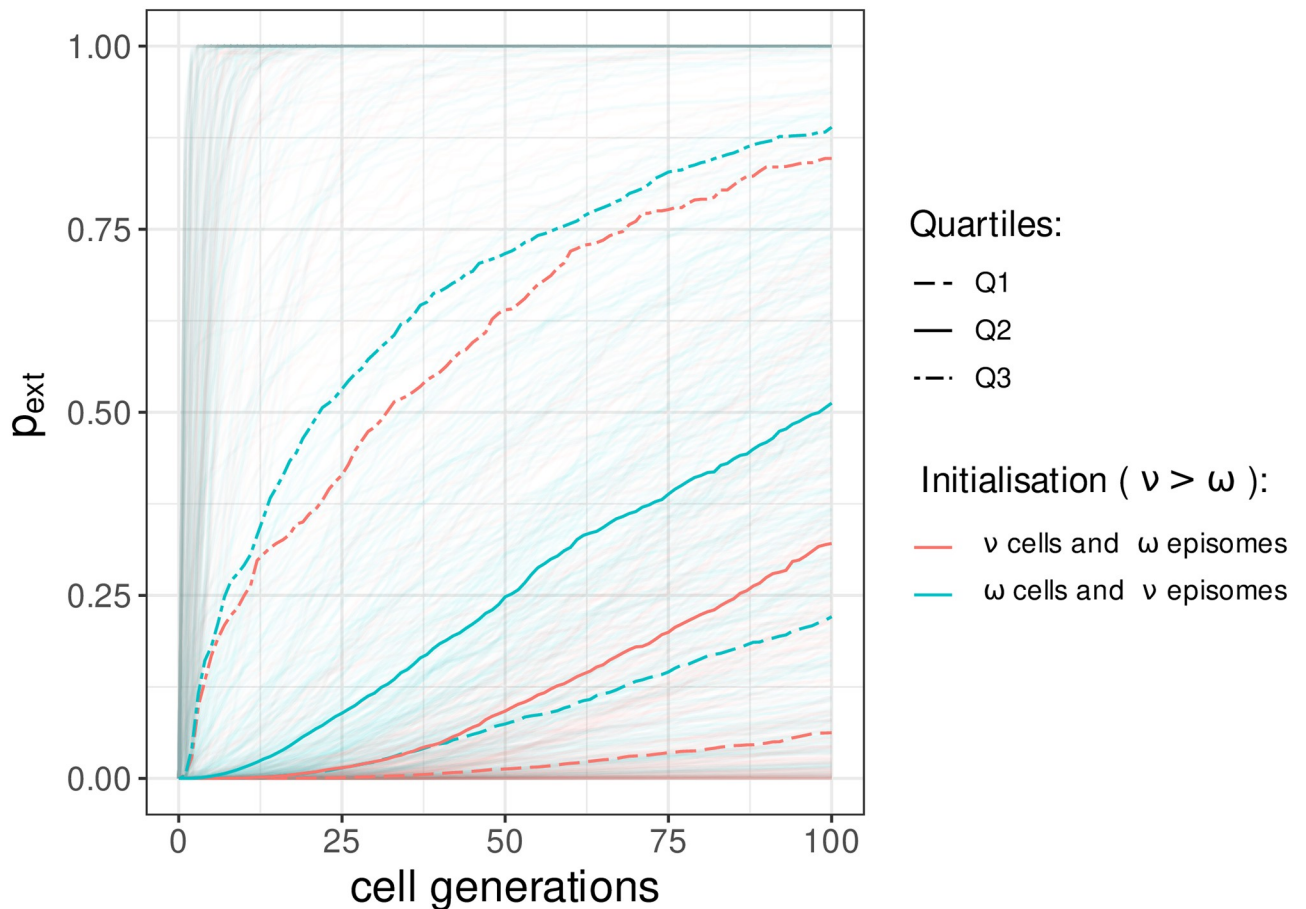 1.00
0.75
0.50
0.25
0.00
p_ext
0
25
50
75
100
cell generations
Quartiles:
Q1
Q2
Q3
Initialisation ( ν > ω ):
ν cells and ω episomes
ω cells and ν episomes